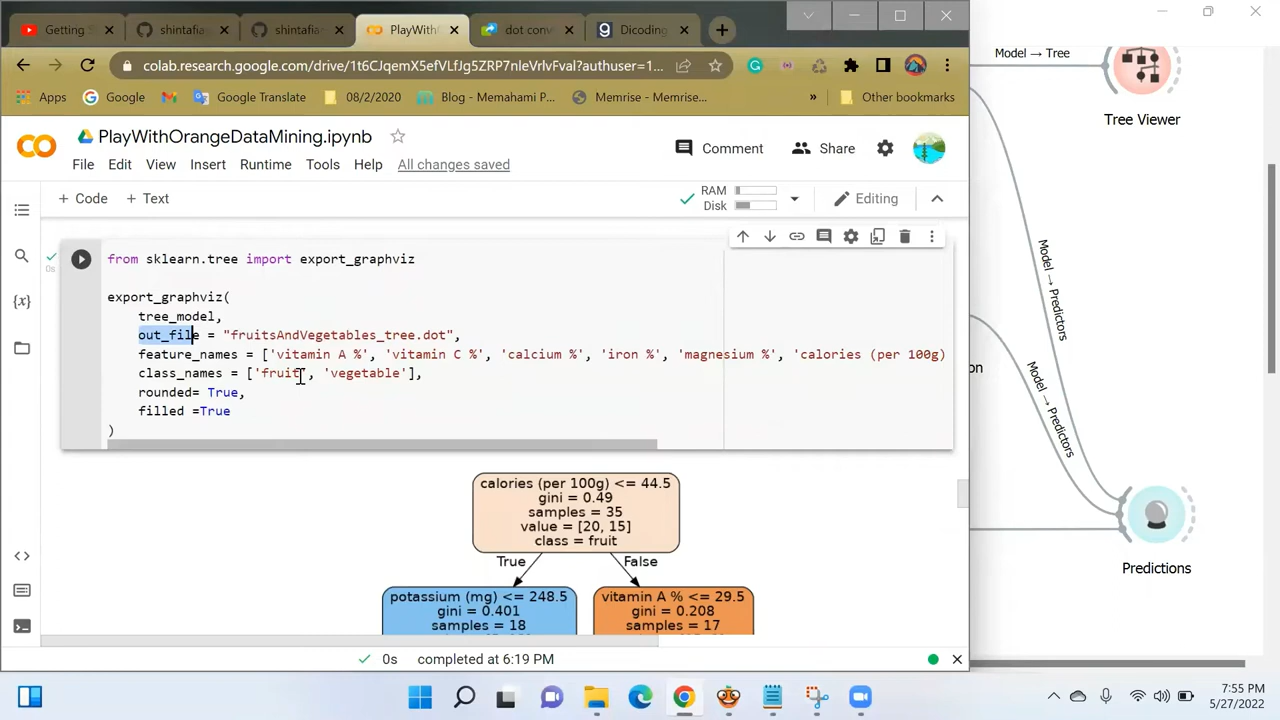 Getting S
shintafia
shintafia
PlayWith
dot conv
Dicoding
colab.research.google.com/drive/1t6CJqemX5efVLfJg5ZRP7nleVrlvFval?authuser=1...
Apps
Google
Google Translate
08/2/2020
Blog - Memahami P...
Memrise - Memrise...
»
Other bookmarks
PlayWithOrangeDataMining.ipynb
File Edit View Insert Runtime Tools Help All changes saved
Comment
Share
+ Code + Text
RAM
Disk
Editing
0s
from sklearn.tree import export_graphviz
export_graphviz(
tree_model,
out_file = "fruitsAndVegetables_tree.dot",
feature_names = ['vitamin A %', 'vitamin C %', 'calcium %', 'iron %', 'magnesium %', 'calories (per 100g)
class_names = ['fruit', 'vegetable'],
rounded= True,
filled =True
)
calories (per 100g) <= 44.5
gini = 0.49
samples = 35
value = [20, 15]
class = fruit
True
False
potassium (mg) <= 248.5
gini = 0.401
samples = 18
vitamin A % <= 29.5
gini = 0.208
samples = 17
0s completed at 6:19 PM
Model → Tree
Tree Viewer
Model → Predictors
on
Model → Predictors
Predictions
7:55 PM
5/27/2022